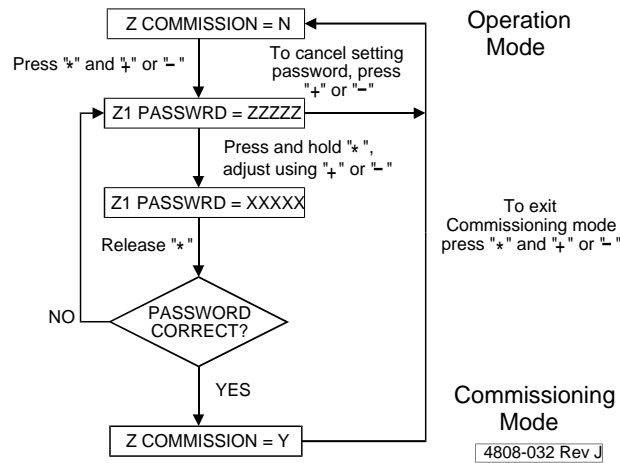 Z COMMISSION = N
Operation
Mode
Press "*" and "+" or "-"
To cancel setting
password, press
"+" or "-"
Z1 PASSWRD = ZZZZZ
Press and hold "*",
adjust using "+" or "-"
Z1 PASSWRD = XXXXX
To exit
Commissioning mode
press "*" and "+" or "-"
Release "*"
NO
PASSWORD
CORRECT?
YES
Commissioning
Mode
Z COMMISSION = Y
4808-032 Rev J